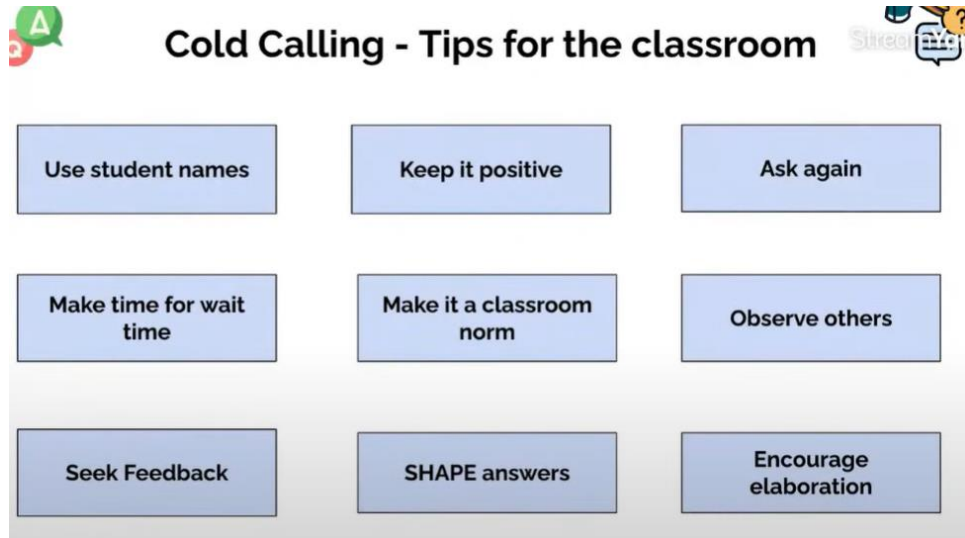 A
Q
Cold Calling - Tips for the classroom
?
Use student names
Keep it positive
Ask again
Make time for wait
time
Make it a classroom
norm
Observe others
Seek Feedback
SHAPE answers
Encourage
elaboration